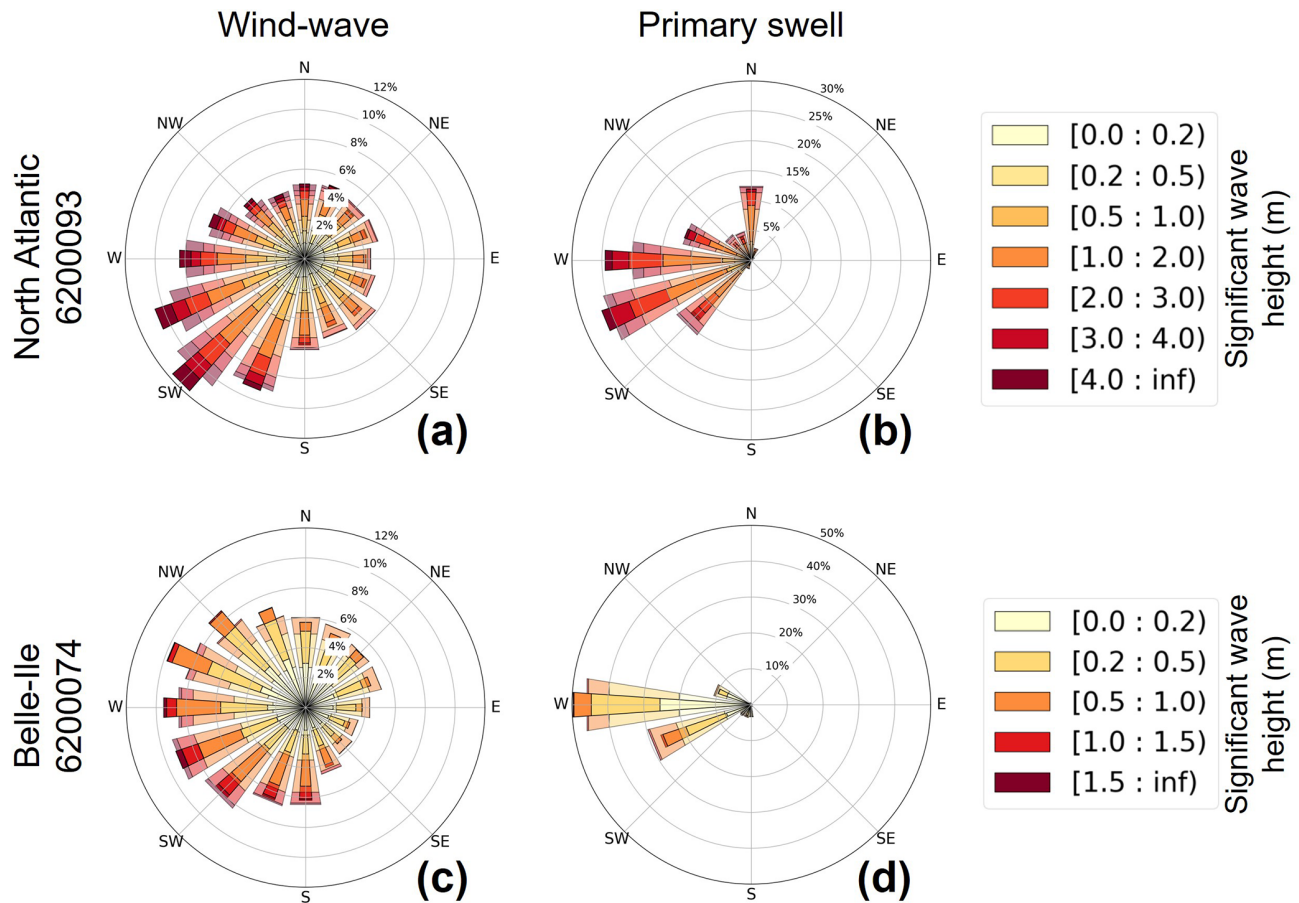 Wind-wave
Primary swell
North Atlantic
6200093
N
NE
E
SE
S
SW
W
NW
2%
4%
6%
8%
10%
12%
(a)
N
NE
E
SE
S
SW
W
NW
5%
10%
15%
20%
25%
30%
(b)
[0.0 : 0.2)
[0.2 : 0.5)
[0.5 : 1.0)
[1.0 : 2.0)
[2.0 : 3.0)
[3.0 : 4.0)
[4.0 : inf)
Significant wave
height (m)
Belle-Ile
6200074
N
NE
E
SE
S
SW
W
NW
2%
4%
6%
8%
10%
12%
(c)
N
NE
E
SE
S
SW
W
NW
10%
20%
30%
40%
50%
(d)
[0.0 : 0.2)
[0.2 : 0.5)
[0.5 : 1.0)
[1.0 : 1.5)
[1.5 : inf)
Significant wave
height (m)